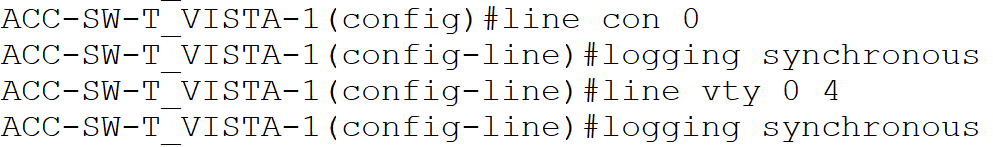 ACC-SW-T_VISTA-1(config)#line con 0
ACC-SW-T_VISTA-1(config-line)#logging synchronous
ACC-SW-T_VISTA-1(config-line)#line vty 0 4
ACC-SW-T_VISTA-1(config-line)#logging synchronous